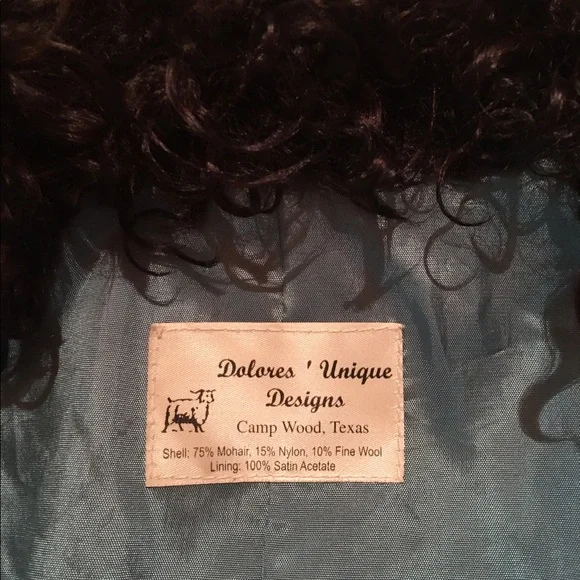 Dolores ' Unique
Designs
Camp Wood, Texas
Shell: 75% Mohair, 15% Nylon, 10% Fine Wool
Lining: 100% Satin Acetate